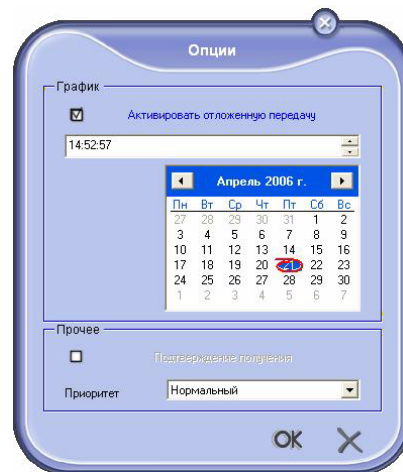 Опции
График
Активировать отложенную передачу
14:52:57
Апрель 2006 г.
Пн Вт Ср Чт Пт Сб Вс
27 28 29 30 31 1 2
3 4 5 6 7 8 9
10 11 12 13 14 15 16
17 18 19 20 21 22 23
24 25 26 27 28 29 30
1 2 3 4 5 6 7
Прочее
Подтверждение получения
Приоритет Нормальный
OK